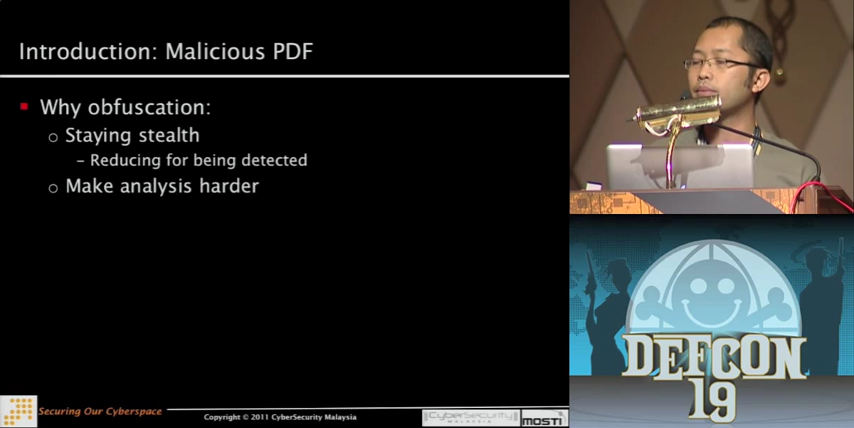 Introduction: Malicious PDF
Why obfuscation:
Staying stealth
– Reducing for being detected
Make analysis harder
Securing Our Cyberspace
Copyright © 2011 CyberSecurity Malaysia
CyberSecurity
MALAYSIA
MOSTI
DEFCON
19